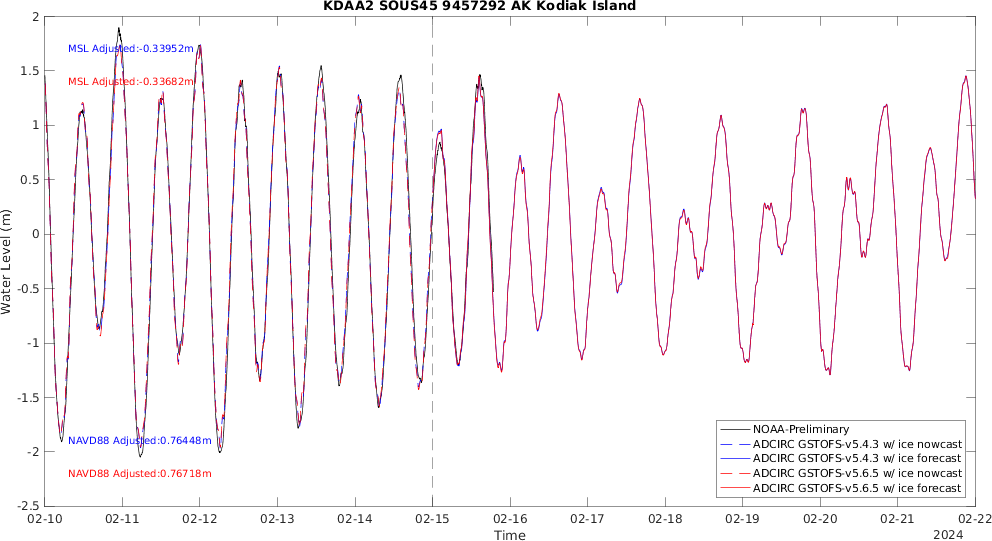 KDAA2 SOUS45 9457292 AK Kodiak Island
2
1.5
1
0.5
0
-0.5
-1
-1.5
-2
-2.5
Water Level (m)
MSL Adjusted:-0.33952m
MSL Adjusted:-0.33682m
NAVD88 Adjusted:0.76448m
NAVD88 Adjusted:0.76718m
NOAA-Preliminary
ADCIRC GSTOFS-v5.4.3 w/ ice nowcast
ADCIRC GSTOFS-v5.4.3 w/ ice forecast
ADCIRC GSTOFS-v5.6.5 w/ ice nowcast
ADCIRC GSTOFS-v5.6.5 w/ ice forecast
02-10 02-11 02-12 02-13 02-14 02-15 02-16 02-17 02-18 02-19 02-20 02-21 02-22
Time
2024